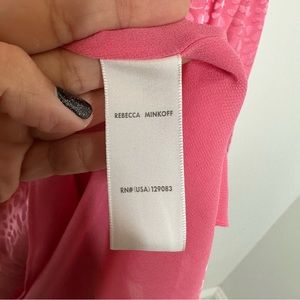 REBECCA MINKOFF
RN# (USA) 129083